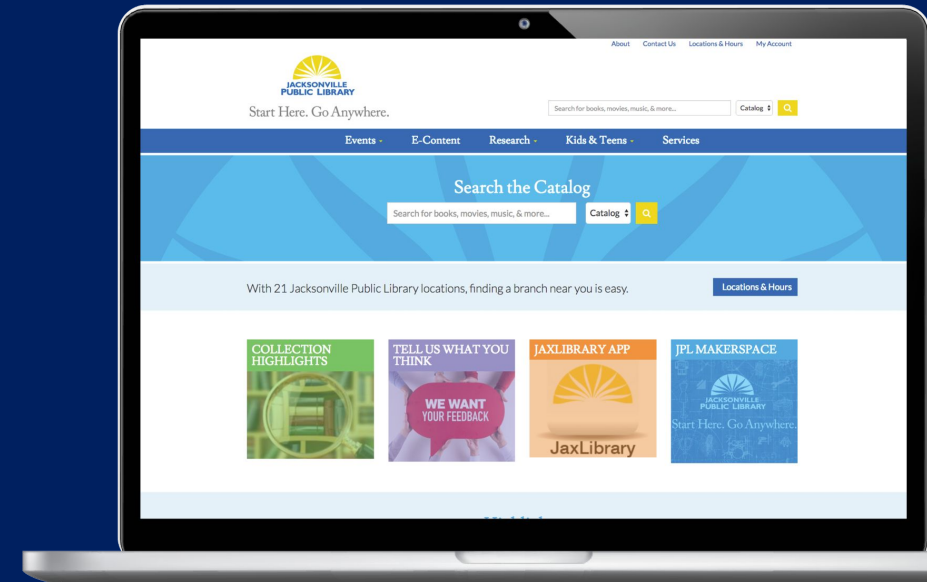 About Contact Us Locations & Hours My Account
JACKSONVILLE
PUBLIC LIBRARY
Start Here. Go Anywhere.
Search for books, movies, music, & more... Catalog
Events E-Content Research Kids & Teens Services
Search the Catalog
Search for books, movies, music, & more... Catalog
With 21 Jacksonville Public Library locations, finding a branch near you is easy. Locations & Hours
COLLECTION
HIGHLIGHTS
TELL US WHAT YOU
THINK
WE WANT
YOUR FEEDBACK
JAXLIBRARY APP
JaxLibrary
JPL MAKERSPACE
JACKSONVILLE
PUBLIC LIBRARY
Start Here. Go Anywhere.